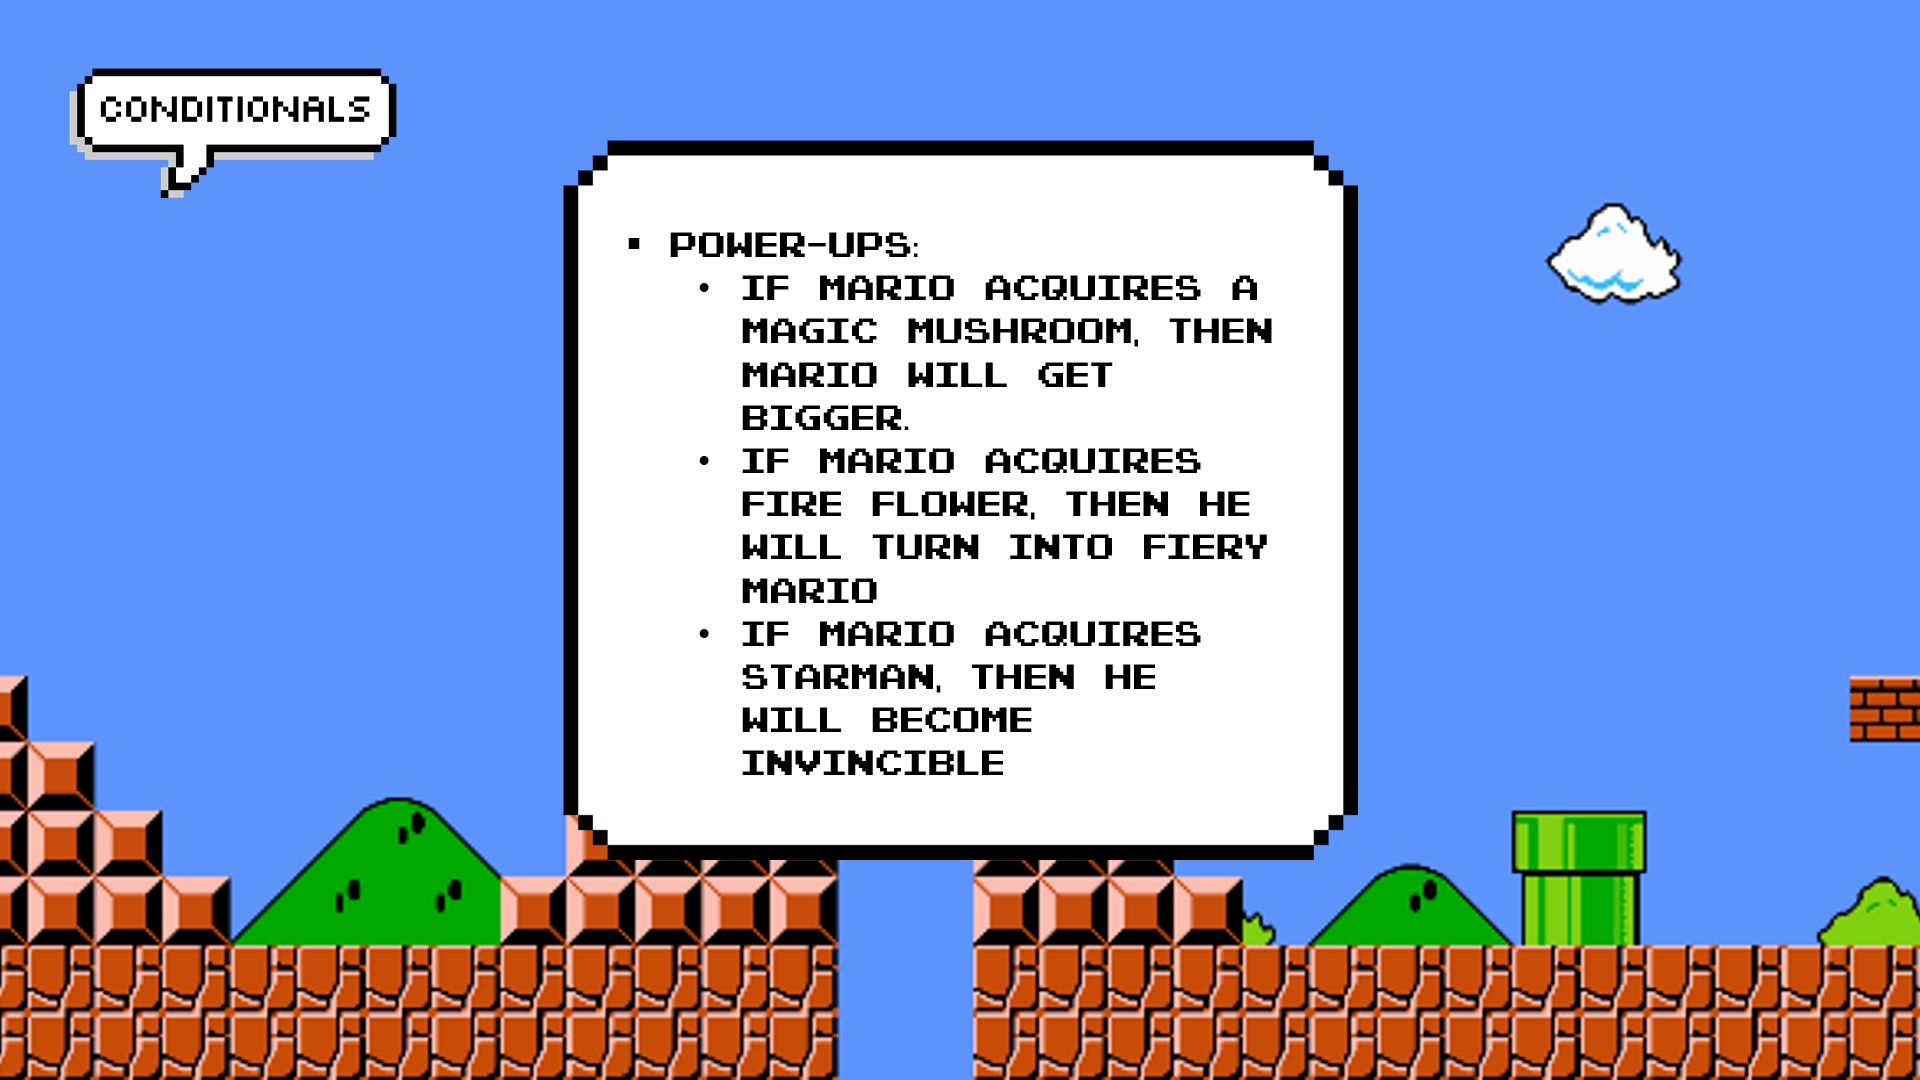 CONDITIONALS
▪ POWER-UPS:
• IF MARIO ACQUIRES A
MAGIC MUSHROOM, THEN
MARIO WILL GET
BIGGER.
• IF MARIO ACQUIRES
FIRE FLOWER, THEN HE
WILL TURN INTO FIERY
MARIO
• IF MARIO ACQUIRES
STARMAN, THEN HE
WILL BECOME
INVINCIBLE